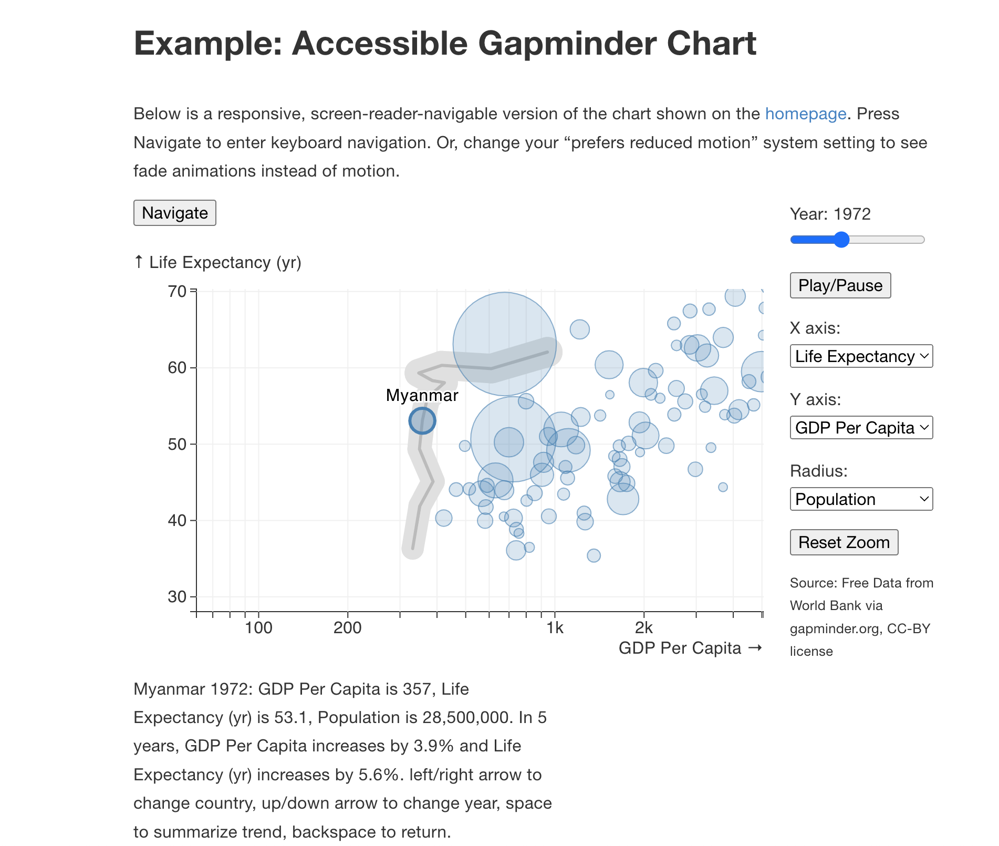 Example: Accessible Gapminder Chart
Below is a responsive, screen-reader-navigable version of the chart shown on the homepage. Press
Navigate to enter keyboard navigation. Or, change your “prefers reduced motion” system setting to see
fade animations instead of motion.
Navigate
Year: 1972
Play/Pause
X axis:
Life Expectancy
Y axis:
GDP Per Capita
Radius:
Population
Reset Zoom
Source: Free Data from
World Bank via
gapminder.org, CC-BY
license
↑ Life Expectancy (yr)
70
60
50
40
30
Myanmar
100 200 1k 2k
GDP Per Capita →
Myanmar 1972: GDP Per Capita is 357, Life
Expectancy (yr) is 53.1, Population is 28,500,000. In 5
years, GDP Per Capita increases by 3.9% and Life
Expectancy (yr) increases by 5.6%. left/right arrow to
change country, up/down arrow to change year, space
to summarize trend, backspace to return.